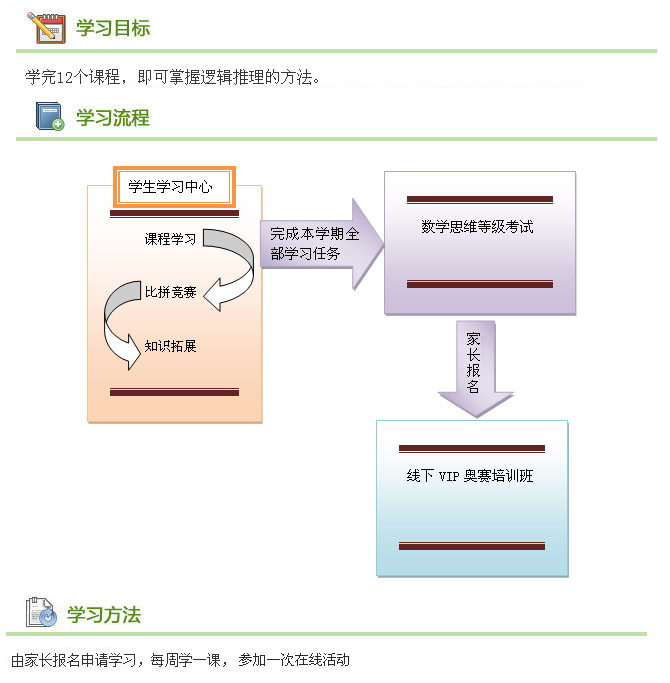 学习目标
学完12个课程，即可掌握逻辑推理的方法。
学习流程
学生学习中心
课程学习
比拼竞赛
知识拓展
完成本学期全
部学习任务
数学思维等级考试
家长报名
线下 VIP 奥赛培训班
学习方法
由家长报名申请学习，每周学一课， 参加一次在线活动